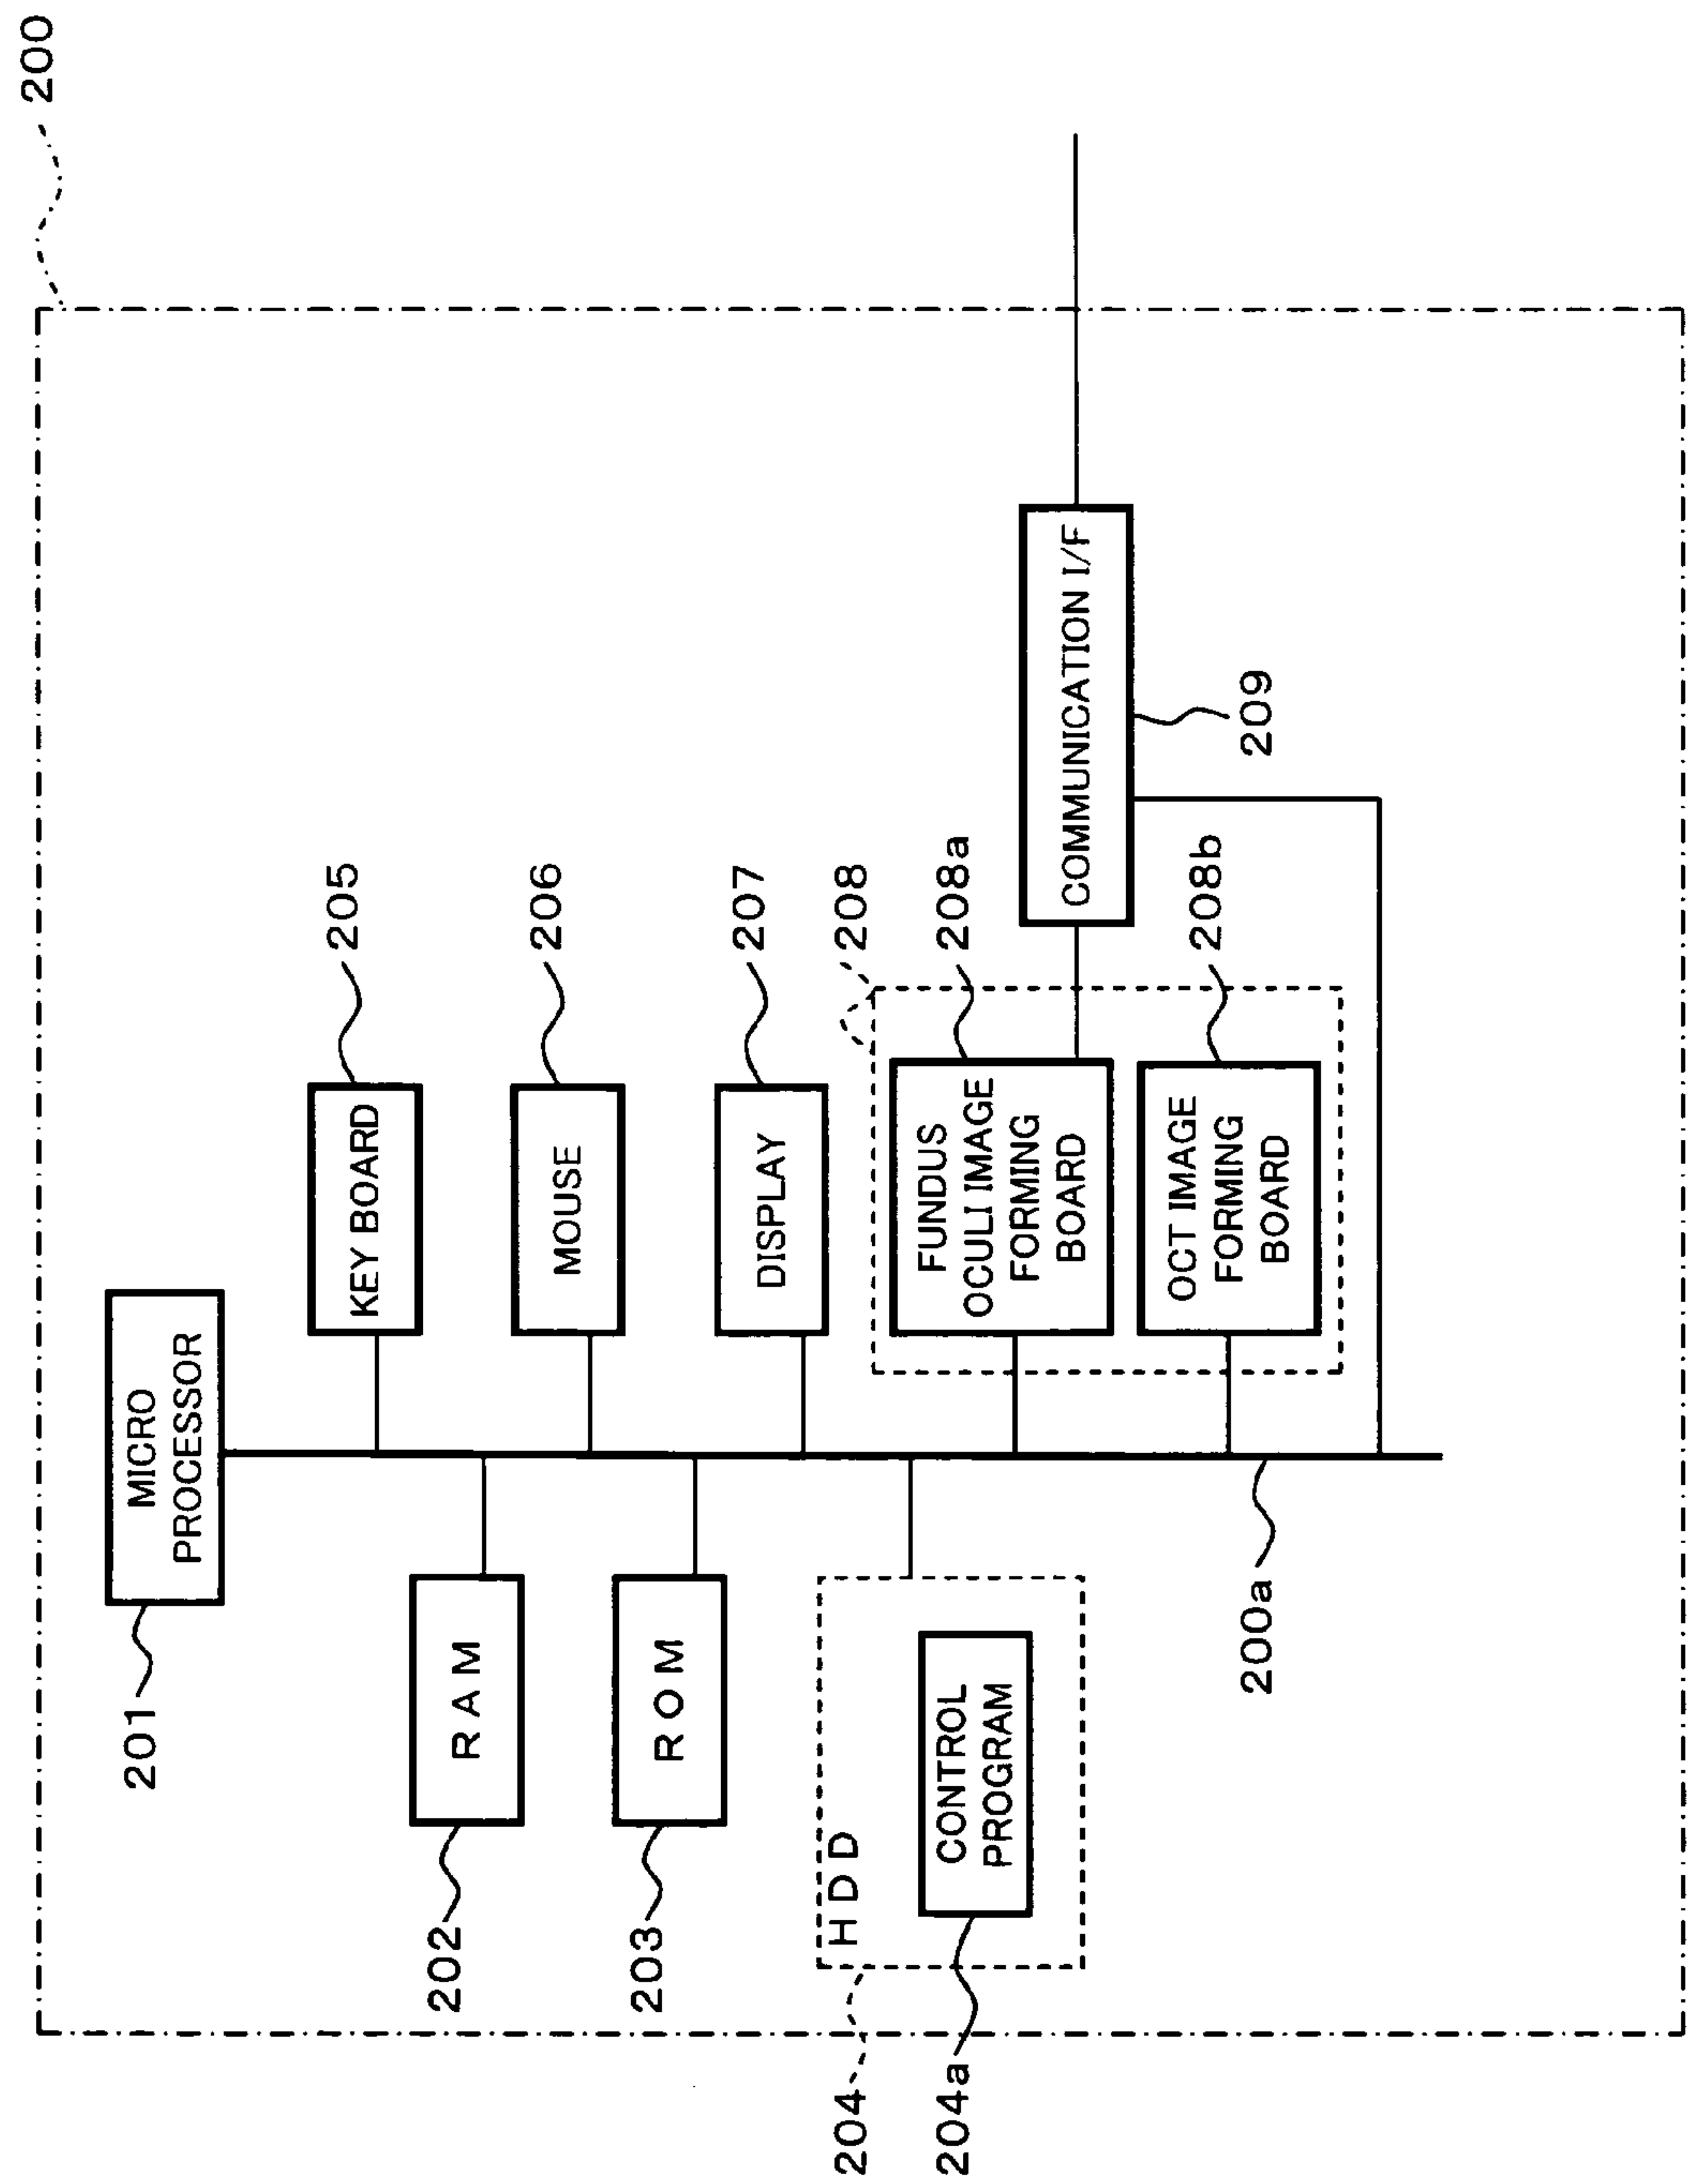 200
201
MICRO
PROCESSOR
KEY BOARD
205
202
RAM
MOUSE
206
203
ROM
DISPLAY
207
204
HDD
204a
CONTROL
PROGRAM
208
FUNDUS
OCULI IMAGE
FORMING
BOARD
208a
COMMUNICATION I/F
209
OCT IMAGE
FORMING
BOARD
208b
200a